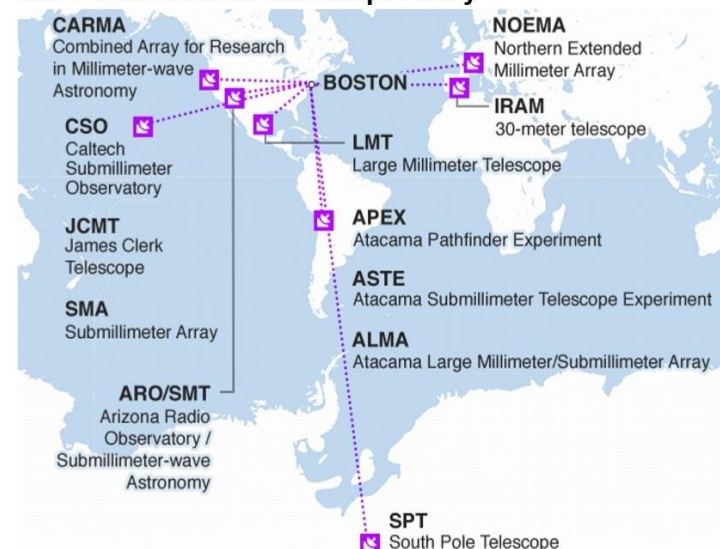 CARMA
Combined Array for Research
in Millimeter-wave
Astronomy
CSO
Caltech
Submillimeter
Observatory
JCMT
James Clerk
Telescope
SMA
Submillimeter Array
ARO/SMT
Arizona Radio
Observatory /
Submillimeter-wave
Astronomy
BOSTON
NOEMA
Northern Extended
Millimeter Array
IRAM
30-meter telescope
LMT
Large Millimeter Telescope
APEX
Atacama Pathfinder Experiment
ASTE
Atacama Submillimeter Telescope Experiment
ALMA
Atacama Large Millimeter/Submillimeter Array
SPT
South Pole Telescope